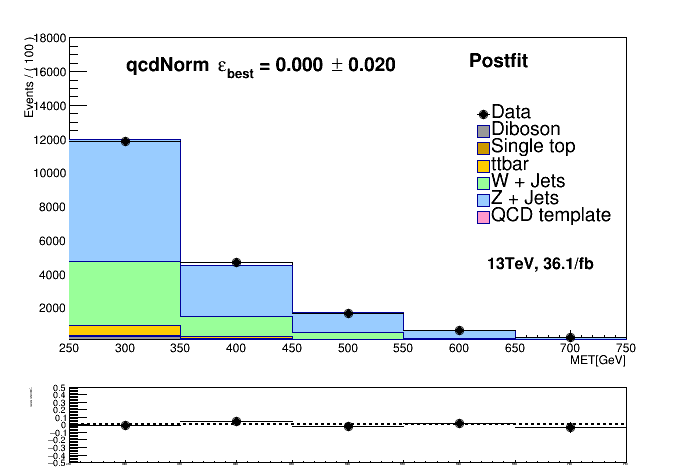 Events / ( 100 )
18000
16000
14000
12000
10000
8000
6000
4000
2000
qcdNorm ε_best = 0.000 ± 0.020
Postfit
Data
Diboson
Single top
ttbar
W + Jets
Z + Jets
QCD template
13TeV, 36.1/fb
250 300 350 400 450 500 550 600 650 700 750
MET[GeV]
0.5
0.4
0.3
0.2
0.1
0
−0.1
−0.2
−0.3
−0.4
−0.5